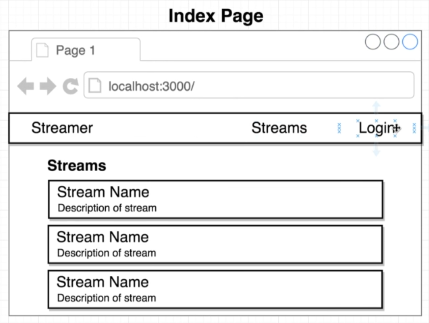 Index Page
Page 1
localhost:3000/
Streamer Streams Login
Streams
Stream Name
Description of stream
Stream Name
Description of stream
Stream Name
Description of stream